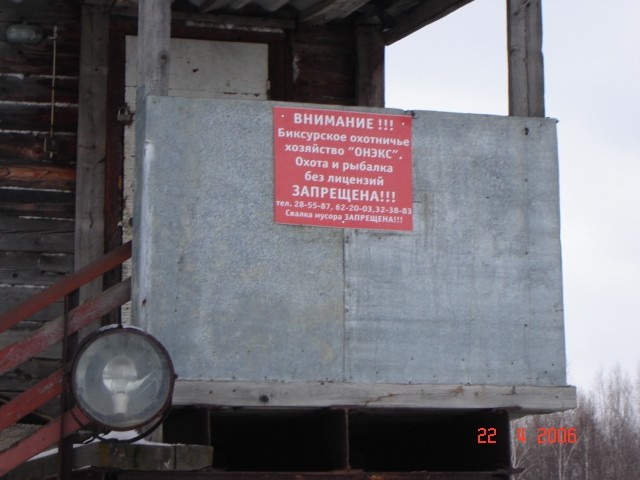 ВНИМАНИЕ !!!
Биксурское охотничье
хозяйство "ОНЭКС".
Охота и рыбалка
без лицензий
ЗАПРЕЩЕНА!!!
тел. 28-55-87, 62-20-03,32-38-83
Свалка мусора ЗАПРЕЩЕНА!!!
22 2006